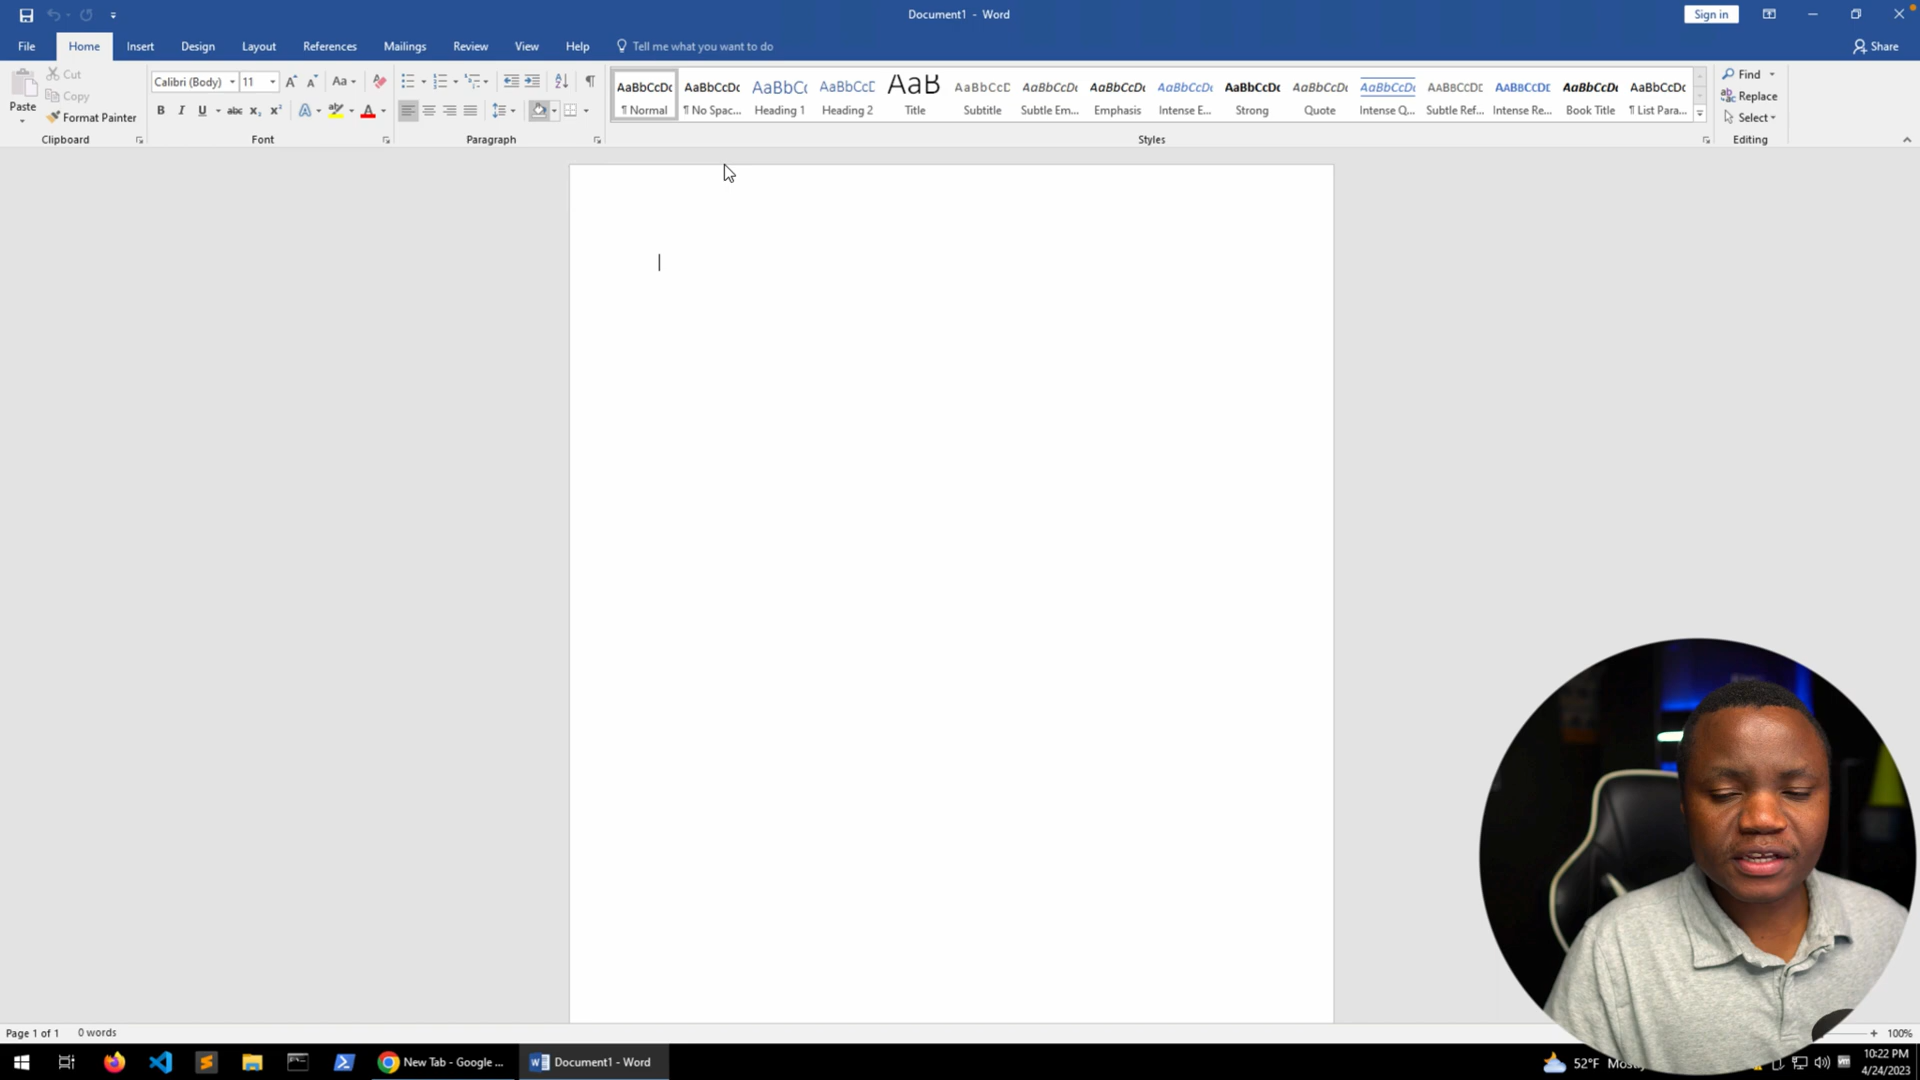 Document1 - Word
Sign in
File Home Insert Design Layout References Mailings Review View Help Tell me what you want to do
Share
Paste
Cut
Copy
Format Painter
Clipboard
Calibri (Body) 11
Aa
B I U abc x₂ x² A A
Font
Paragraph
AaBbCcDc AaBbCcDc AaBbCc AaBbCcD AaB AaBbCcD AaBbCcDc AaBbCcDc AaBbCcDc AaBbCcDc AaBbCcDc AaBbCcDc AABBCCDC AABBCCDC AaBbCcDc AaBbCcDc
¶ Normal ¶ No Spac... Heading 1 Heading 2 Title Subtitle Subtle Em... Emphasis Intense E... Strong Quote Intense Q... Subtle Ref... Intense Re... Book Title ¶ List Para...
Styles
Find
Replace
Select
Editing
Page 1 of 1 0 words
100%
New Tab - Google ...
Document1 - Word
52°F
10:22 PM
4/24/2023